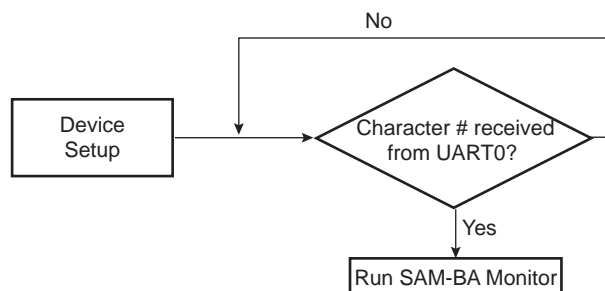 No
Device
Setup
Character # received
from UART0?
Yes
Run SAM-BA Monitor